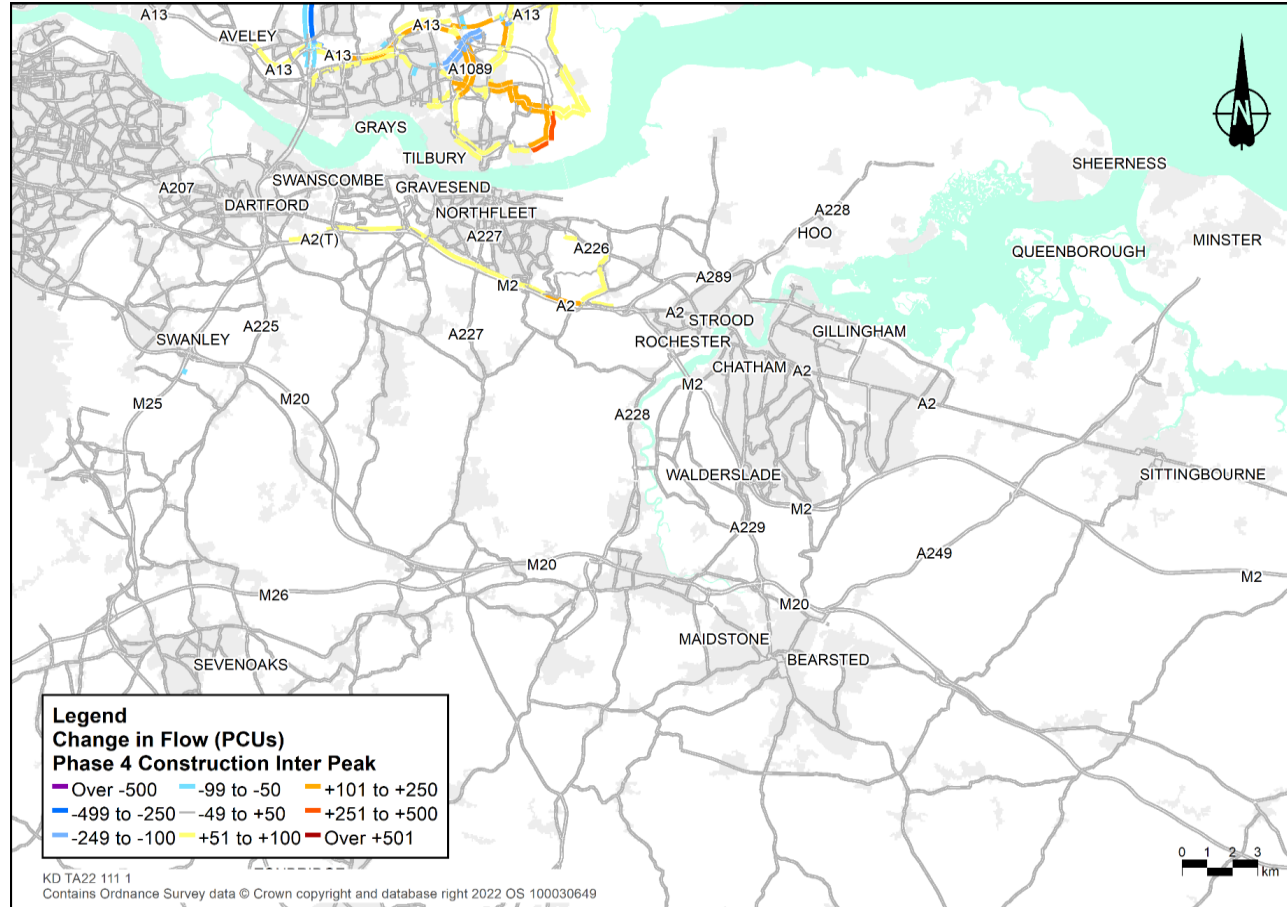 A13
A13
AVELEY
A13
A13
A13
A1089
GRAYS
TILBURY
SHEERNESS
SWANSCOMBE
A207
GRAVESEND
DARTFORD
NORTHFLEET
A228
HOO
A227
A2(T)
A226
QUEENBOROUGH
MINSTER
A289
M2
A2
A2
STROOD
A225
A227
SWANLEY
ROCHESTER
GILLINGHAM
CHATHAM
A2
M2
M25
M20
A228
A2
WALDERSLADE
SITTINGBOURNE
M2
A229
A249
M20
M2
M26
M20
MAIDSTONE
SEVENOAKS
BEARSTED
Legend
Change in Flow (PCUs)
Phase 4 Construction Inter Peak
Over -500 -99 to -50 +101 to +250
-499 to -250 -49 to +50 +251 to +500
-249 to -100 +51 to +100 Over +501
N
0 1 2 3
km
KD TA22 111 1
Contains Ordnance Survey data © Crown copyright and database right 2022 OS 100030649